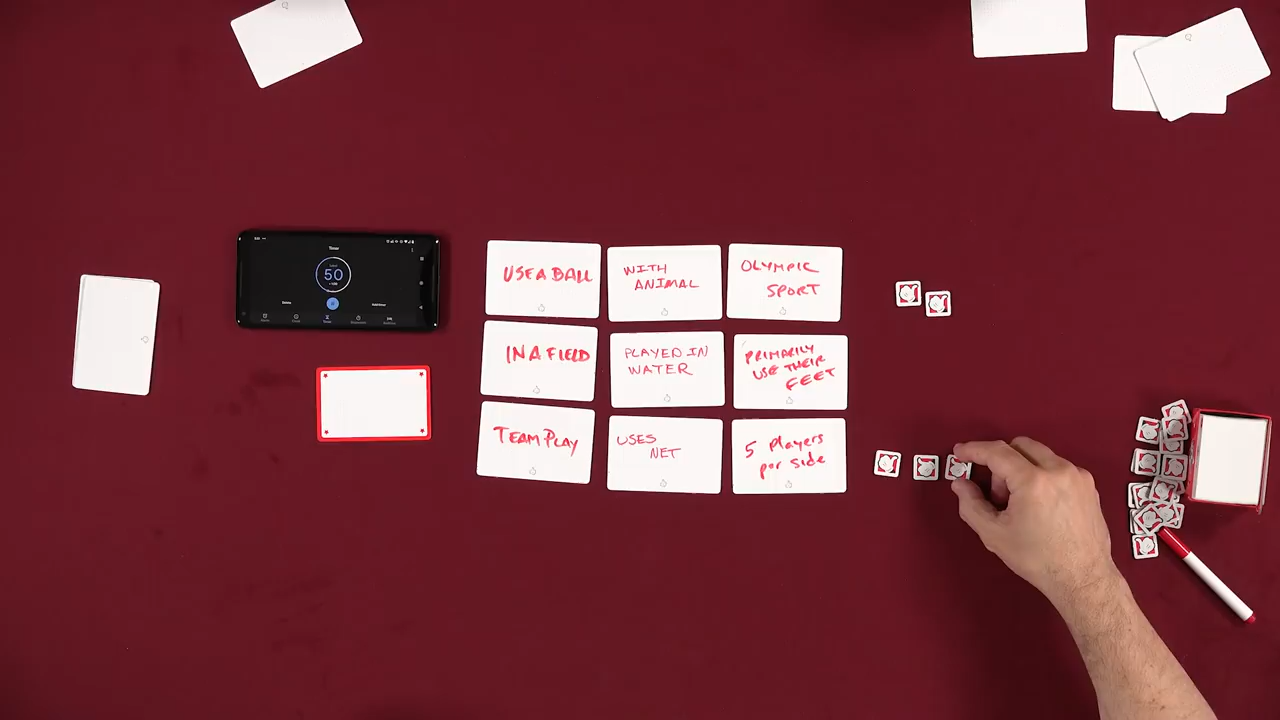 Timer
50
USE A BALL
WITH
ANIMAL
OLYMPIC
SPORT
IN A FIELD
PLAYED IN
WATER
PRIMARILY
USE THEIR
FEET
TEAM PLAY
USES
NET
5 players
per side